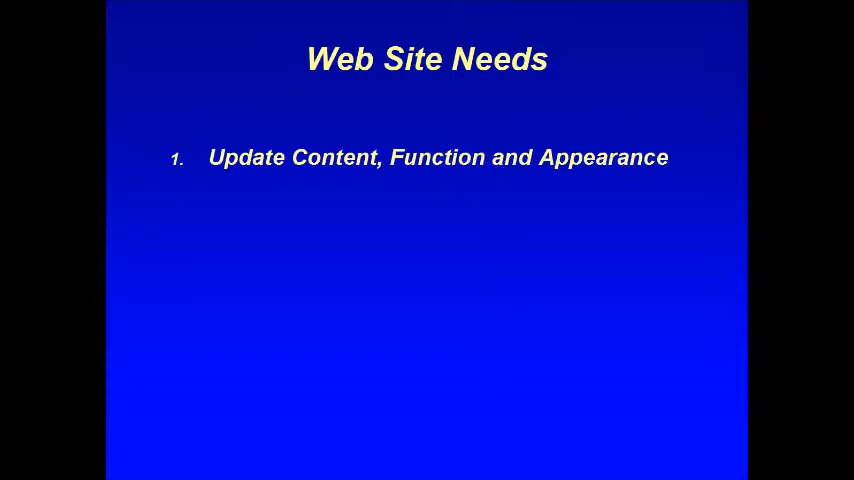 Web Site Needs
1. Update Content, Function and Appearance